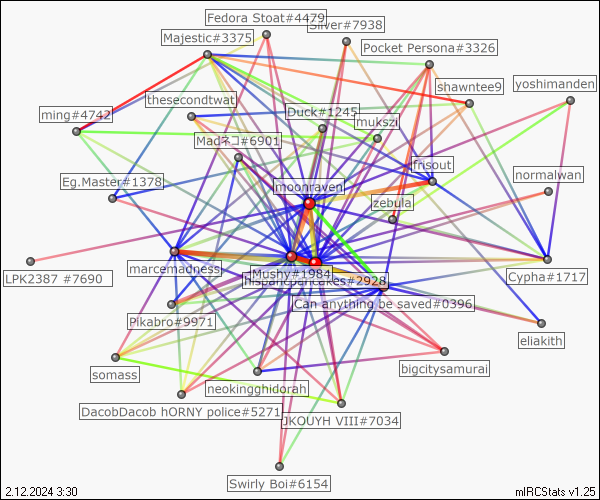 Fedora Stoat#4479
Silver#7938
Majestic#3375
Pocket Persona#3326
shawntee9
yoshimanden
thesecondtwat
ming#4742
Duck#1245
mukszi
Madネコ#6901
frisout
Eg.Master#1378
moonraven
normalwan
zebula
marcemadness
LPK2387 #7690
Mushy#1984
hispanicpancakes#2928
Cypha#1717
Can anything be saved#0396
Pikabro#9971
eliakith
bigcitysamurai
somass
neokingghidorah
DacobDacob hORNY police#5271
JKOUYH VIII#7034
Swirly Boi#6154
2.12.2024 3:30
mIRCStats v1.25